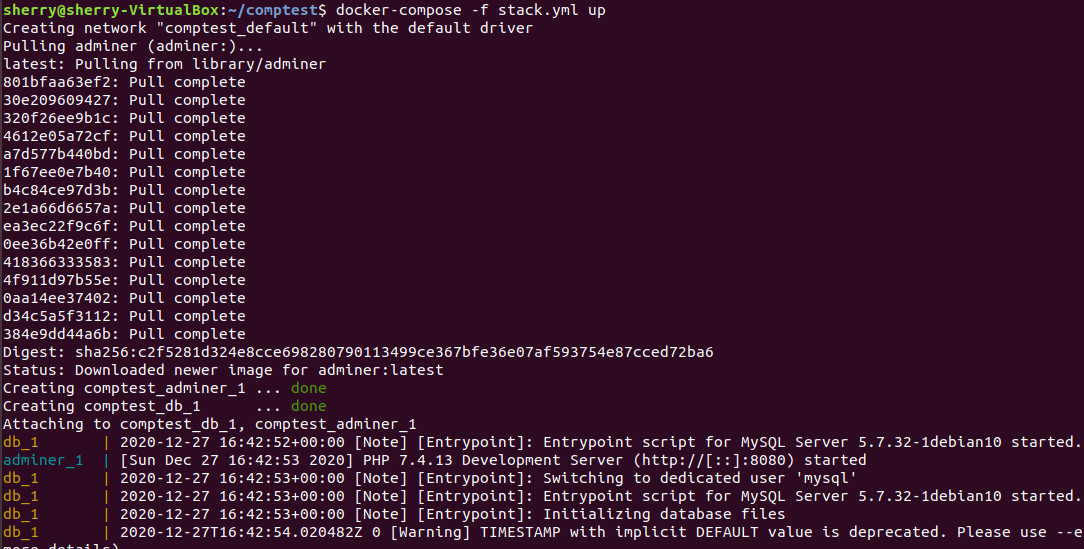 sherry@sherry-VirtualBox:~/comptest$ docker-compose -f stack.yml up
Creating network "comptest_default" with the default driver
Pulling adminer (adminer:)...
latest: Pulling from library/adminer
801bfaa63ef2: Pull complete
30e209609427: Pull complete
320f26ee9b1c: Pull complete
4612e05a72cf: Pull complete
a7d577b440bd: Pull complete
1f67ee0e7b40: Pull complete
b4c84ce97d3b: Pull complete
2e1a66d6657a: Pull complete
ea3ec22f9c6f: Pull complete
0ee36b42e0ff: Pull complete
418366333583: Pull complete
4f911d97b55e: Pull complete
0aa14ee37402: Pull complete
d34c5a5f3112: Pull complete
384e9dd44a6b: Pull complete
Digest: sha256:c2f5281d324e8cce698280790113499ce367bfe36e07af593754e87cced72ba6
Status: Downloaded newer image for adminer:latest
Creating comptest_adminer_1 ... done
Creating comptest_db_1      ... done
Attaching to comptest_db_1, comptest_adminer_1
db_1       | 2020-12-27 16:42:52+00:00 [Note] [Entrypoint]: Entrypoint script for MySQL Server 5.7.32-1debian10 started.
adminer_1  | [Sun Dec 27 16:42:53 2020] PHP 7.4.13 Development Server (http://[::]:8080) started
db_1       | 2020-12-27 16:42:53+00:00 [Note] [Entrypoint]: Switching to dedicated user 'mysql'
db_1       | 2020-12-27 16:42:53+00:00 [Note] [Entrypoint]: Entrypoint script for MySQL Server 5.7.32-1debian10 started.
db_1       | 2020-12-27 16:42:53+00:00 [Note] [Entrypoint]: Initializing database files
db_1       | 2020-12-27T16:42:54.020482Z 0 [Warning] TIMESTAMP with implicit DEFAULT value is deprecated. Please use --e
more details)